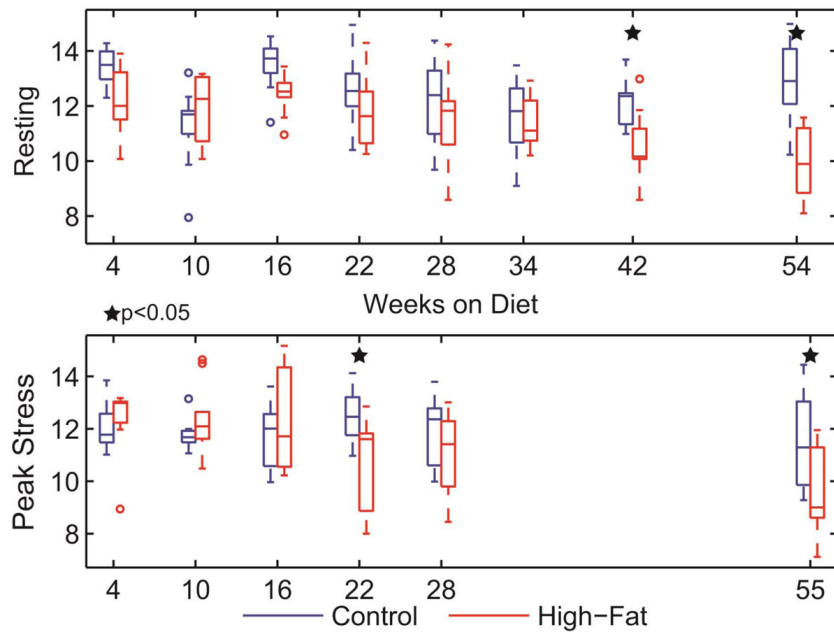 Resting
14
12
10
8
4 10 16 22 28 34 42 54
Weeks on Diet
★p<0.05
Peak Stress
14
12
10
8
4 10 16 22 28 55
Control High-Fat